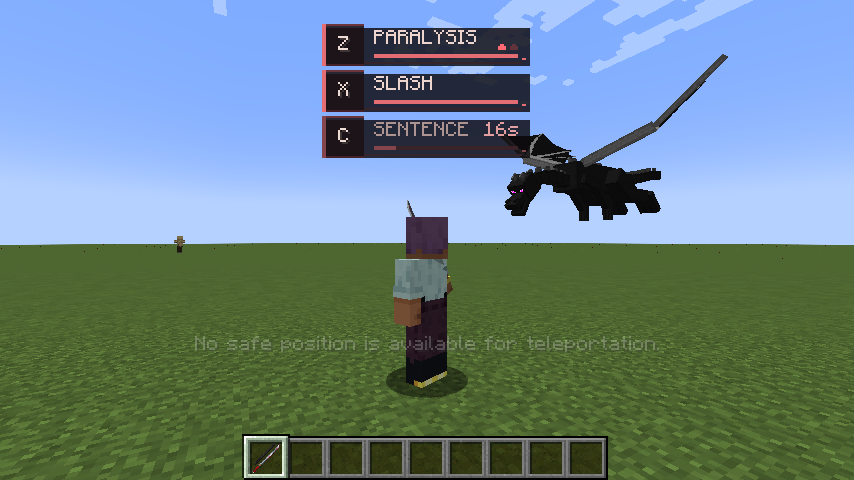 Z PARALYSIS
X SLASH
C SENTENCE 16s
No safe position is available for teleportation.